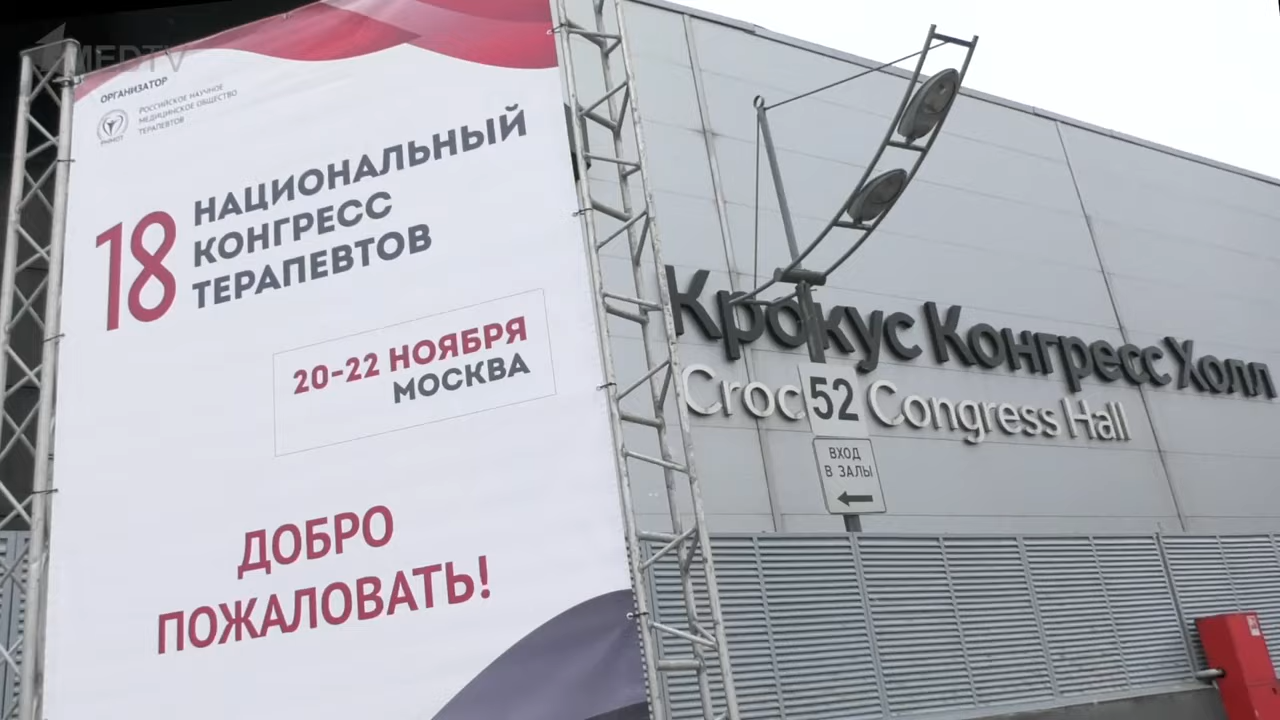 MEDTV
ОРГАНИЗАТОР
РОССИЙСКОЕ НАУЧНОЕ
МЕДИЦИНСКОЕ ОБЩЕСТВО
ТЕРАПЕВТОВ
РНМОТ
18 НАЦИОНАЛЬНЫЙ
КОНГРЕСС
ТЕРАПЕВТОВ
20-22 НОЯБРЯ
МОСКВА
ДОБРО
ПОЖАЛОВАТЬ!
Крокус Конгресс Холл
Croc Congress Hall
52
ВХОД
В ЗАЛЫ